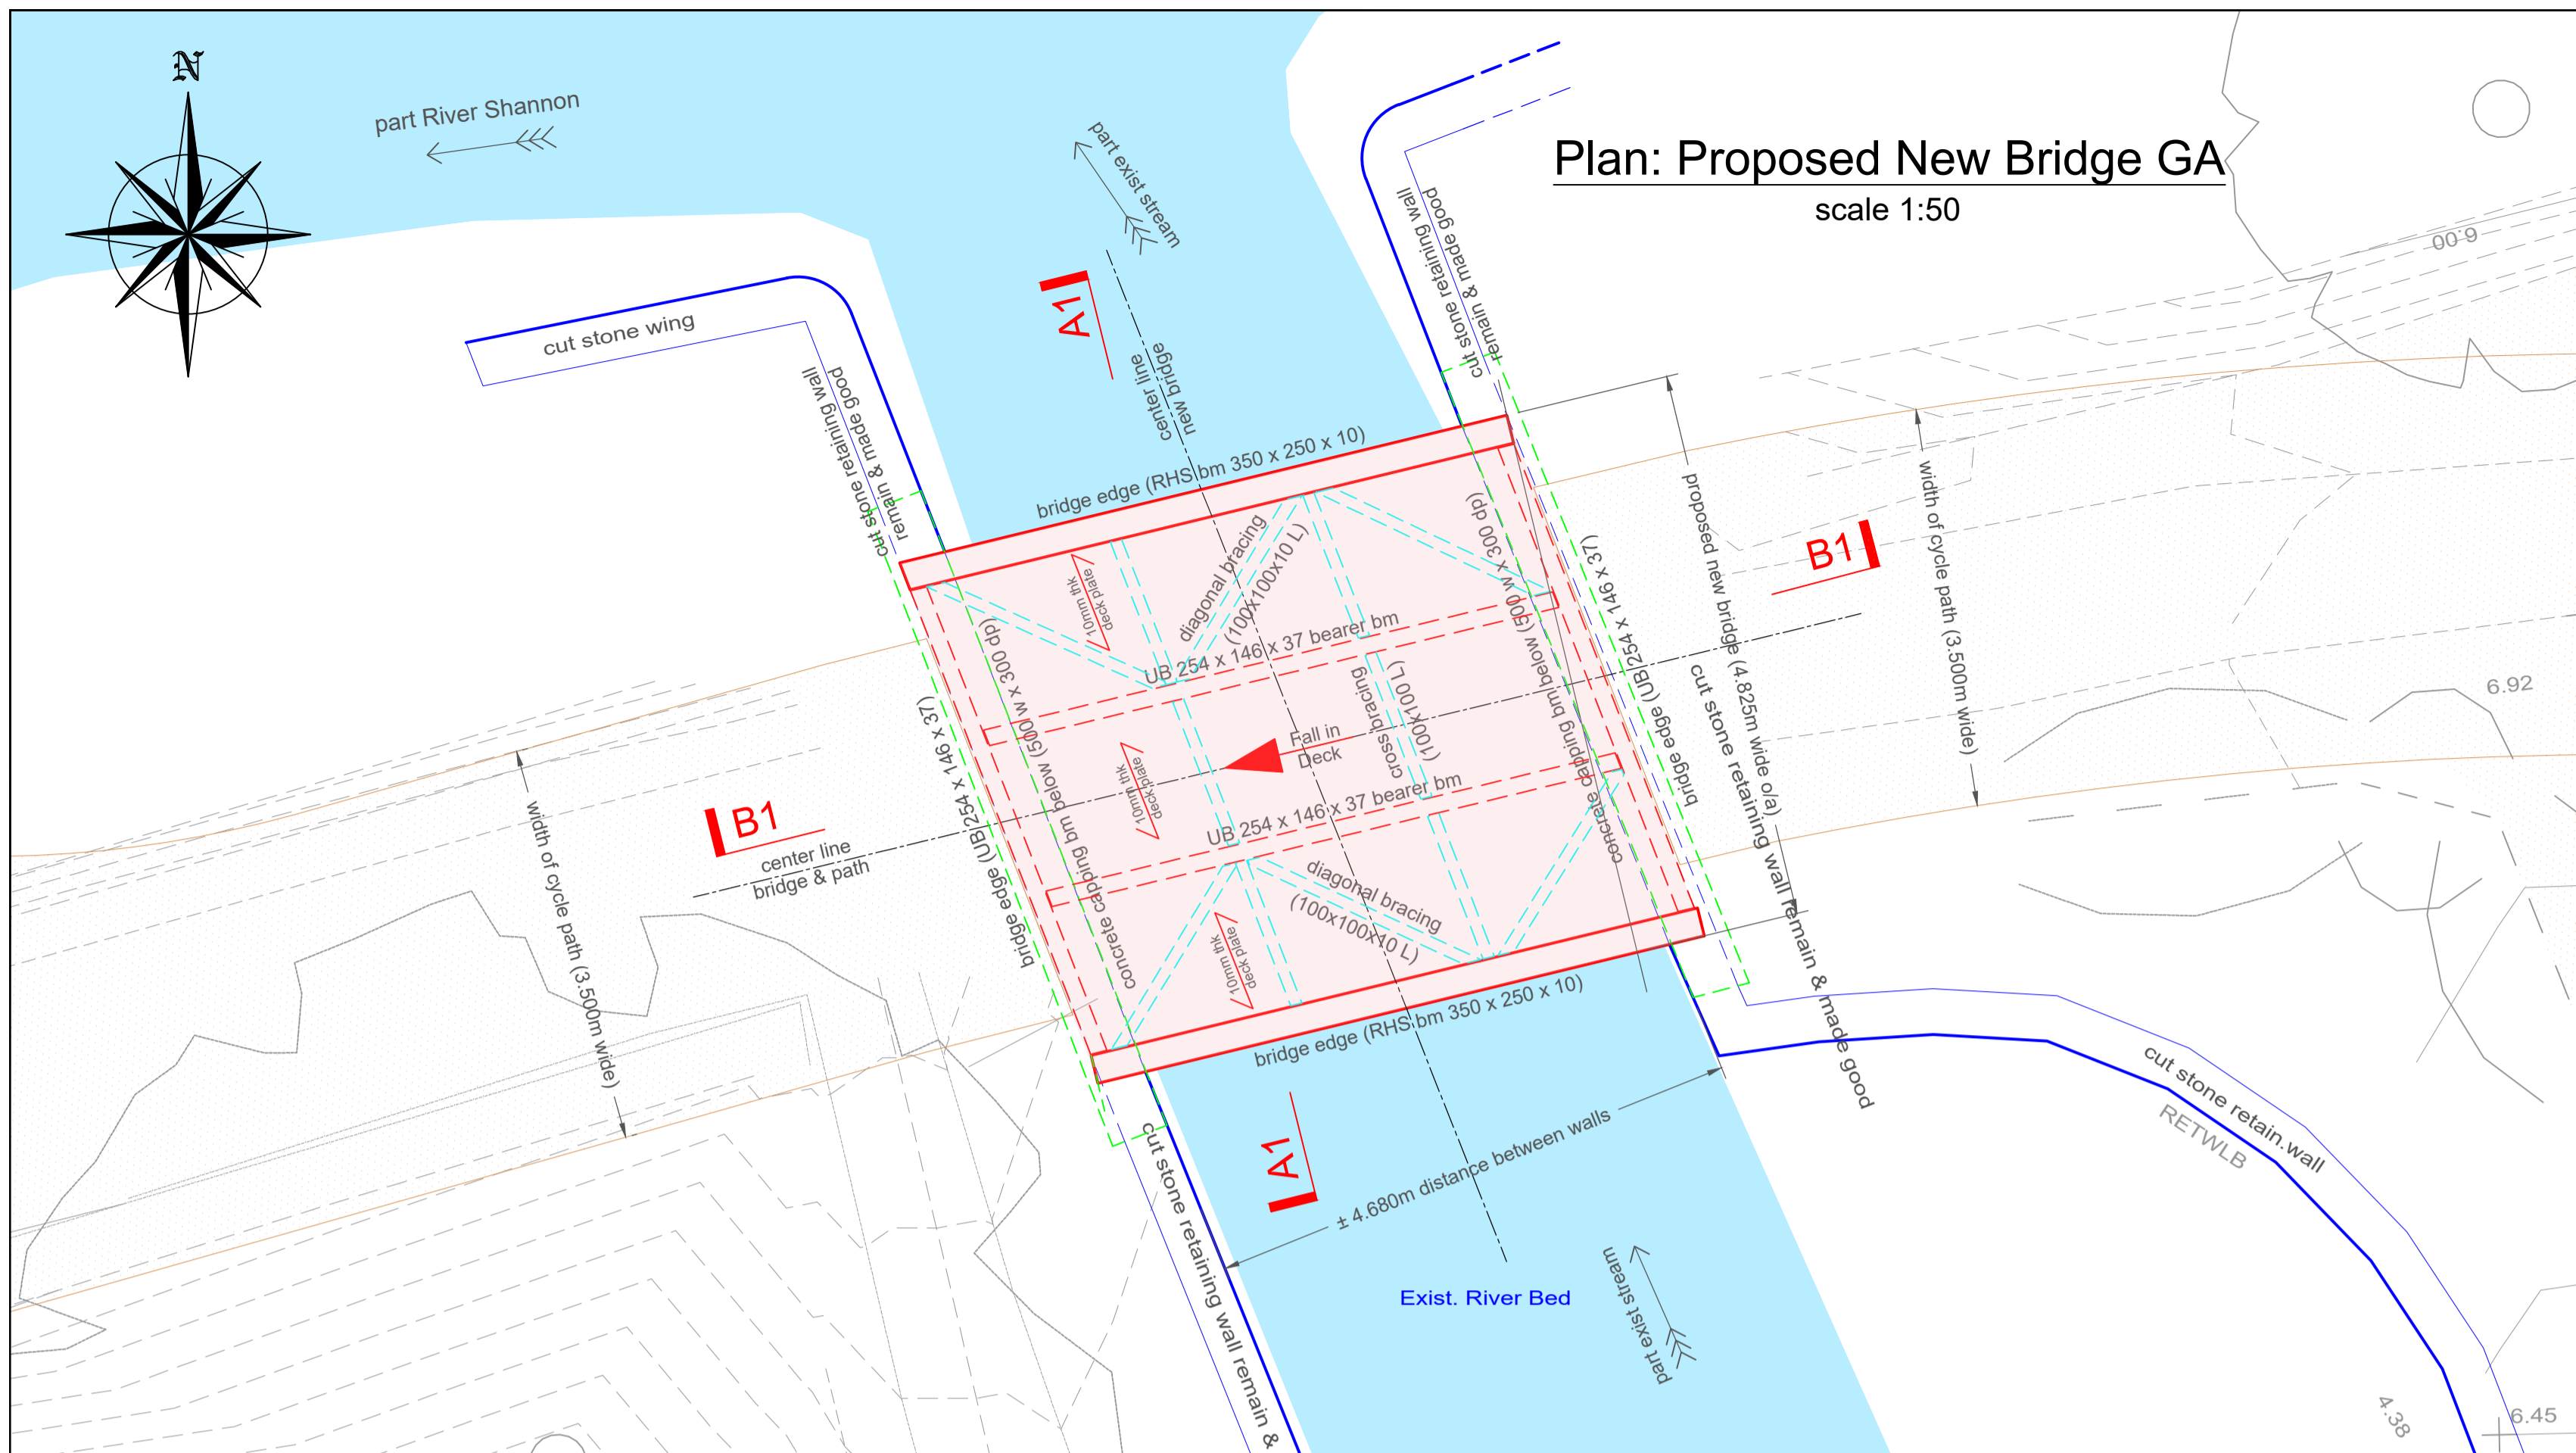 N
part River Shannon
part exist stream
Plan: Proposed New Bridge GA
scale 1:50
cut stone wing
cut stone retaining wall
remain & made good
cut stone retaining wall
remain & made good
A1
center line
new bridge
6.00
bridge edge (RHS bm 350 x 250 x 10)
diagonal bracing
(100x100x10 L)
10mm thk
deck plate
UB 254 x 146 x 37 bearer bm
concrete capping bm below (500 w x 300 dp)
bridge edge (UB 254 x 146 x 37)
B1
proposed new bridge (4.825m wide o/a)
width of cycle path (3.500m wide)
cut stone retaining wall remain & made good
6.92
cross bracing
(100x100 L)
Fall in
Deck
10mm thk
deck plate
UB 254 x 146 x 37 bearer bm
concrete capping bm below (500 w x 300 dp)
bridge edge (UB 254 x 146 x 37)
B1
center line
bridge & path
width of cycle path (3.500m wide)
diagonal bracing
(100x100x10 L)
10mm thk
deck plate
bridge edge (RHS bm 350 x 250 x 10)
A1
± 4.680m distance between walls
cut stone retaining wall remain &
cut stone retain.wall
RETWLB
Exist. River Bed
part exist stream
4.38
6.45